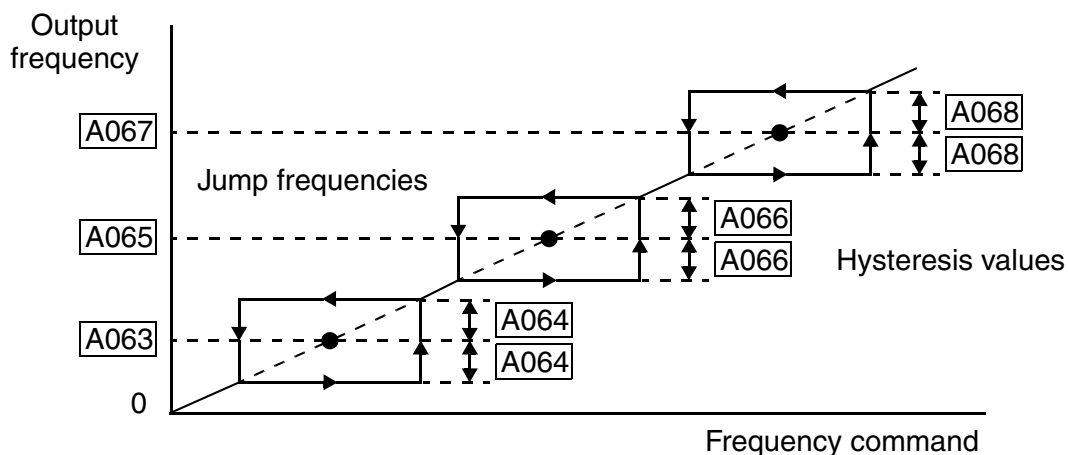 Output
frequency
A067
A068
A068
Jump frequencies
A065
A066
A066
Hysteresis values
A063
A064
A064
0
Frequency command